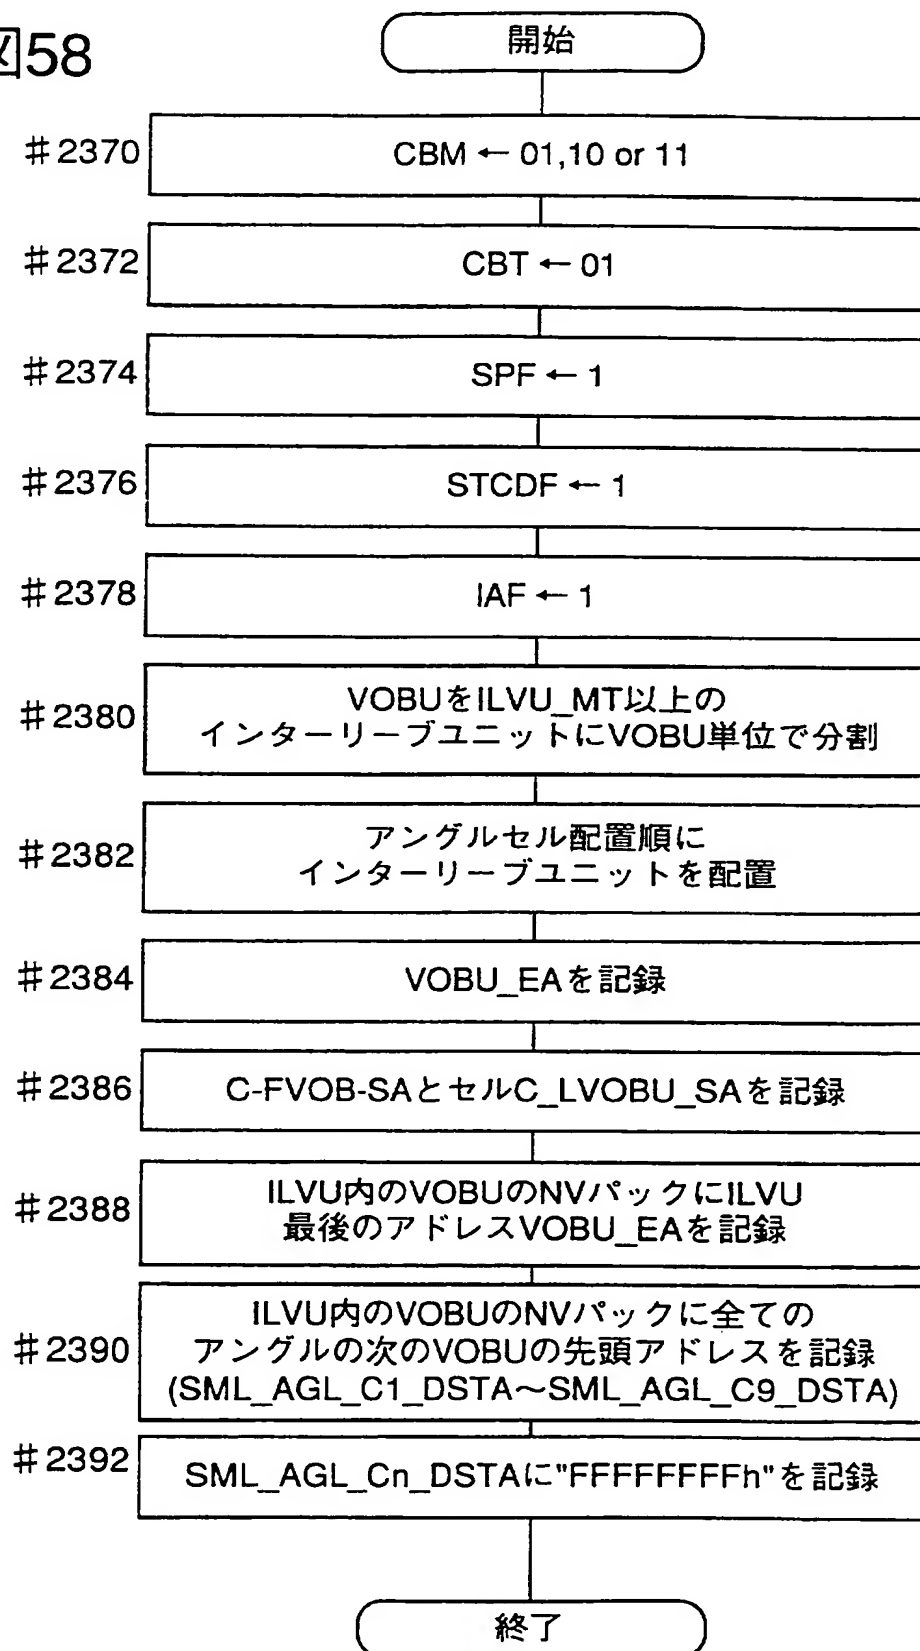 図58
開始
#2370
CBM ← 01,10 or 11
#2372
CBT ← 01
#2374
SPF ← 1
#2376
STCDF ← 1
#2378
IAF ← 1
#2380
VOBUをILVU_MT以上の
インターリーブユニットにVOBU単位で分割
#2382
アングルセル配置順に
インターリーブユニットを配置
#2384
VOBU_EAを記録
#2386
C-FVOB-SAとセルC_LVOBU_SAを記録
#2388
ILVU内のVOBUのNVパックにILVU
最後のアドレスVOBU_EAを記録
#2390
ILVU内のVOBUのNVパックに全ての
アングルの次のVOBUの先頭アドレスを記録
(SML_AGL_C1_DSTA〜SML_AGL_C9_DSTA)
#2392
SML_AGL_Cn_DSTAに"FFFFFFFFh"を記録
終了